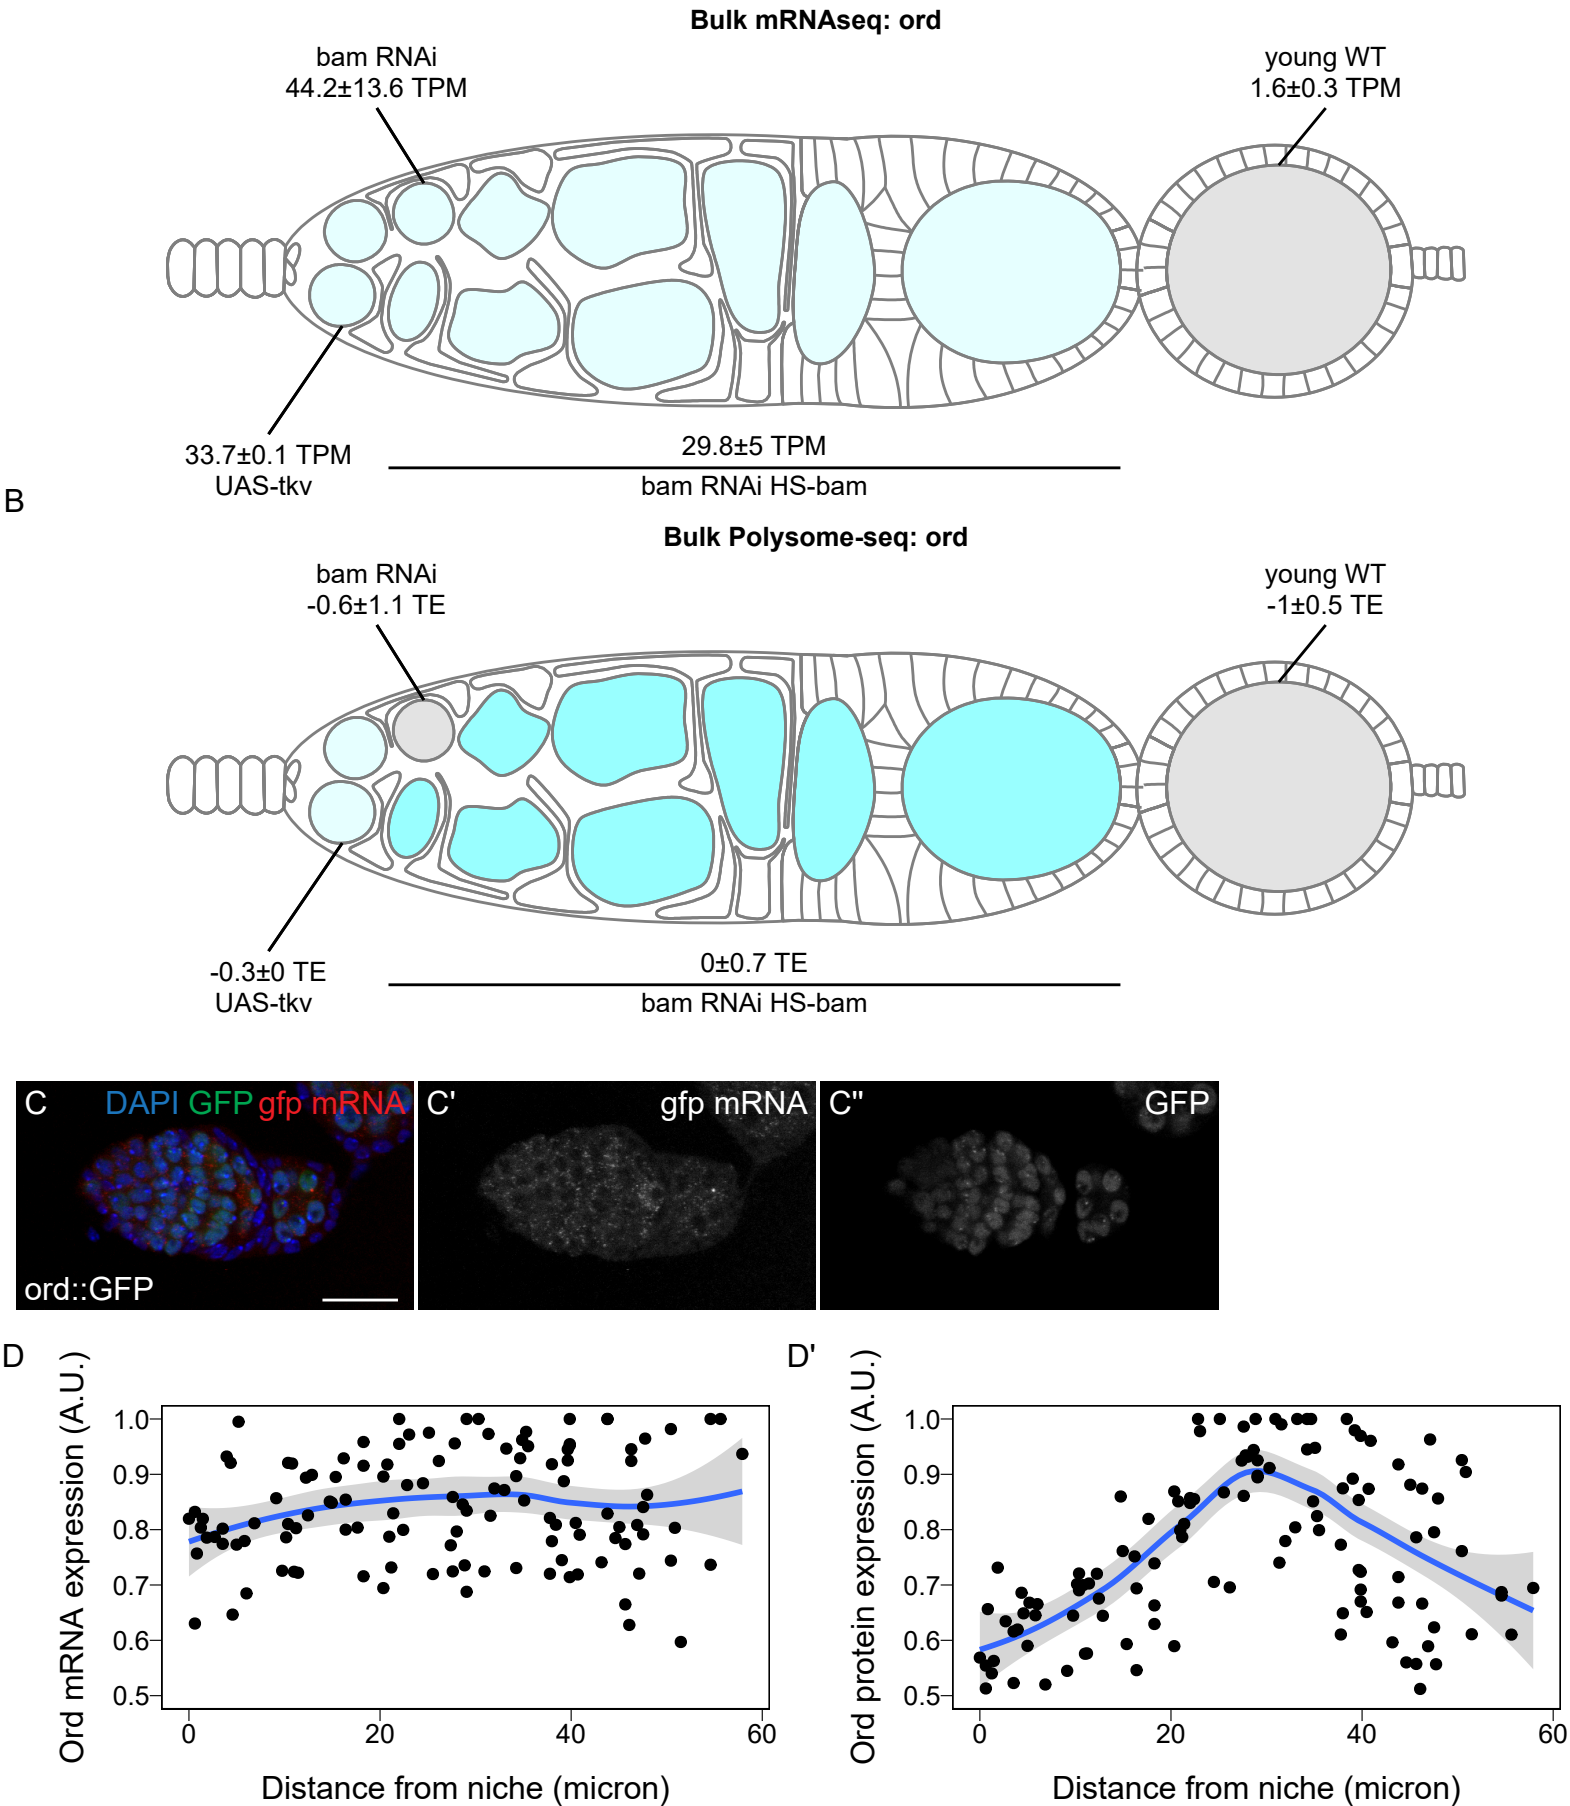 Bulk mRNAseq: ord
bam RNAi
44.2±13.6 TPM
young WT
1.6±0.3 TPM
33.7±0.1 TPM
UAS-tkv
29.8±5 TPM
bam RNAi HS-bam
B
Bulk Polysome-seq: ord
bam RNAi
-0.6±1.1 TE
young WT
-1±0.5 TE
-0.3±0 TE
UAS-tkv
0±0.7 TE
bam RNAi HS-bam
C
DAPI GFP gfp mRNA
ord::GFP
C'
gfp mRNA
C"
GFP
D
Ord mRNA expression (A.U.)
1.0
0.9
0.8
0.7
0.6
0.5
0 20 40 60
Distance from niche (micron)
D'
Ord protein expression (A.U.)
1.0
0.9
0.8
0.7
0.6
0.5
0 20 40 60
Distance from niche (micron)